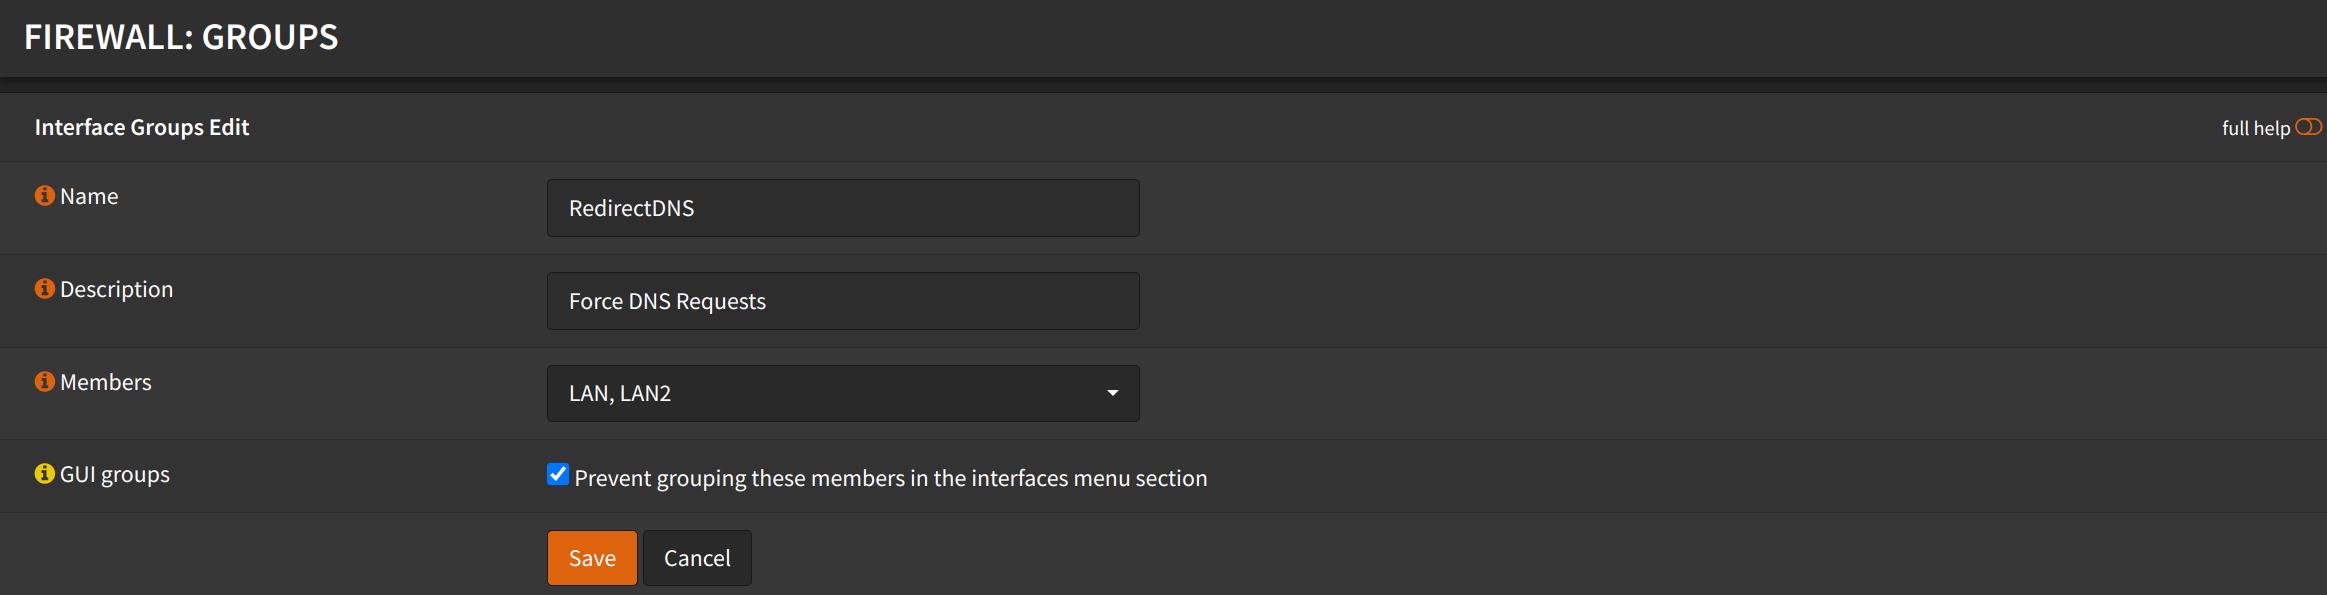 FIREWALL: GROUPS
Interface Groups Edit
full help
Name
RedirectDNS
Description
Force DNS Requests
Members
LAN, LAN2
GUI groups
Prevent grouping these members in the interfaces menu section
Save
Cancel